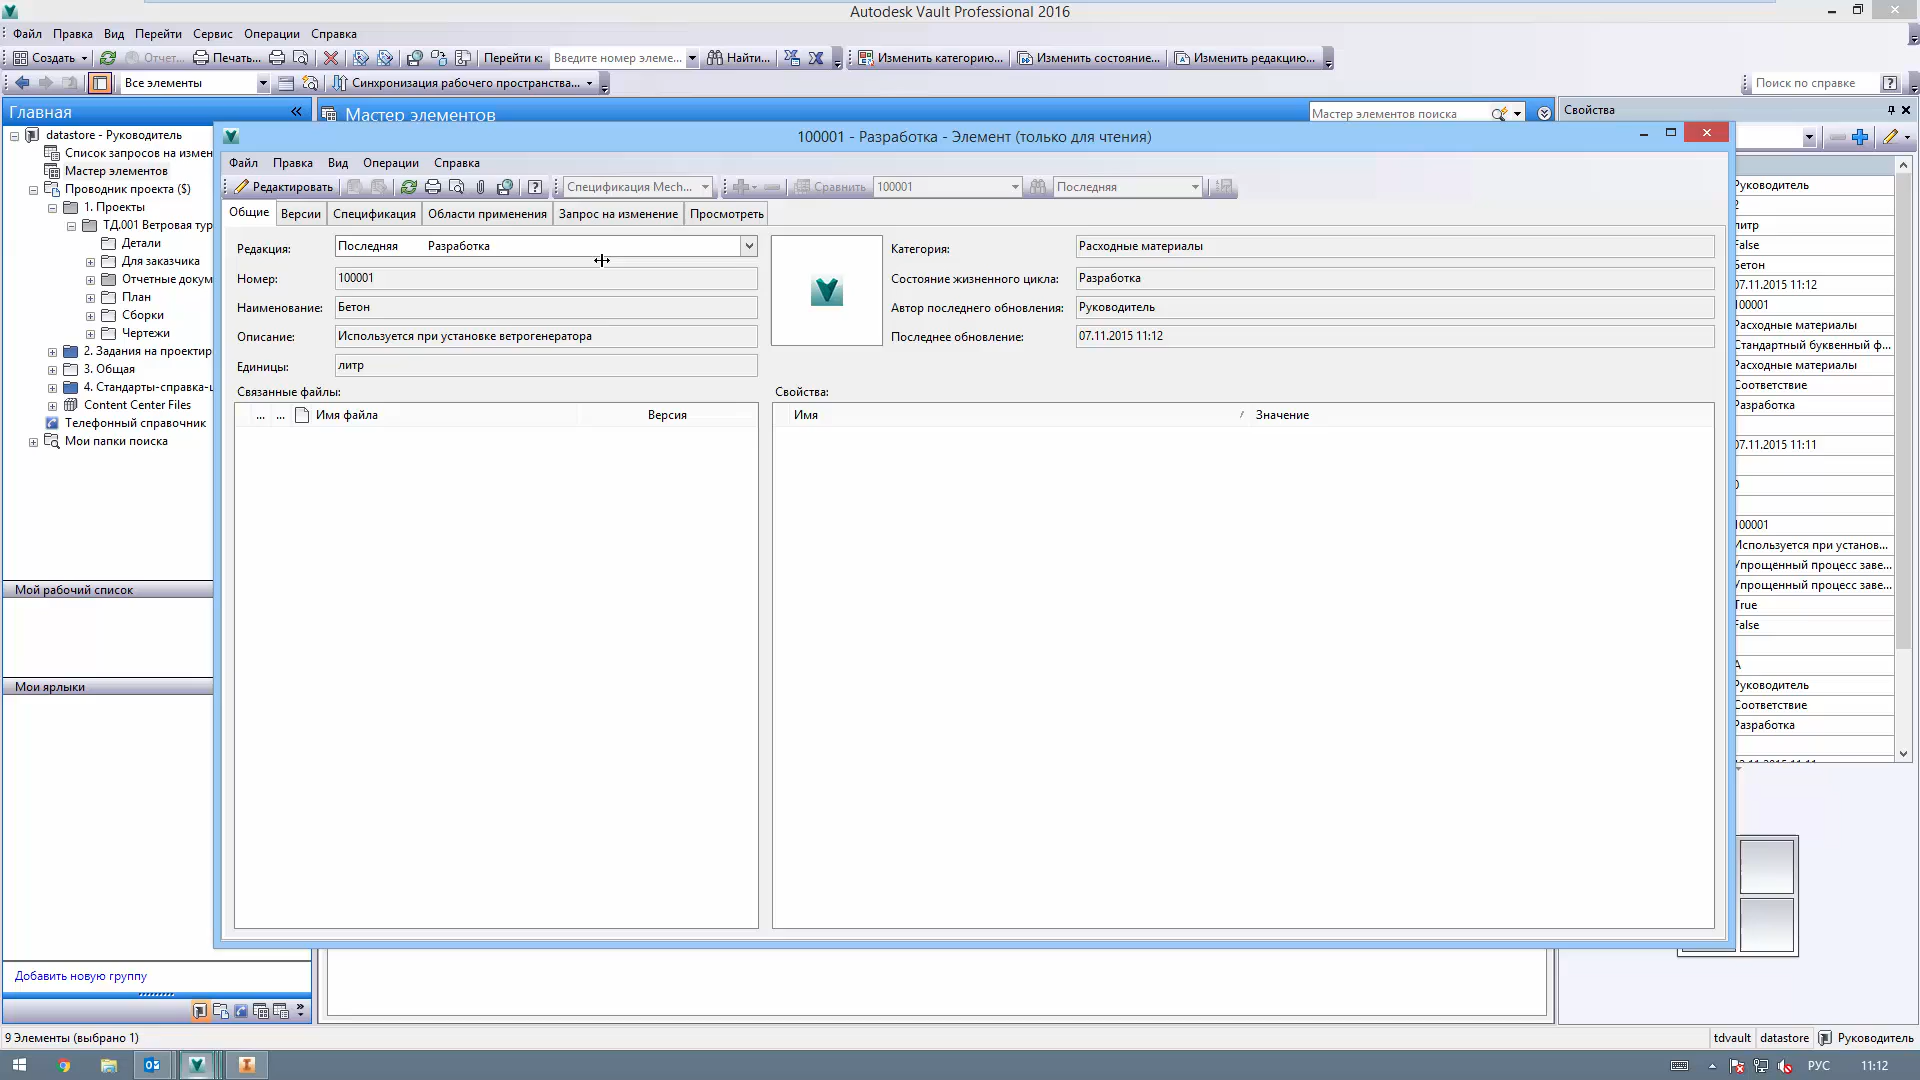 Autodesk Vault Professional 2016
Файл Правка Вид Перейти Сервис Операции Справка
Создать Отчет... Печать... Перейти к: Введите номер элеме... Найти... Изменить категорию... Изменить состояние... Изменить редакцию...
Все элементы Синхронизация рабочего пространства... Поиск по справке
Главная
Мастер элементов
Мастер элементов поиска
Свойства
datastore - Руководитель
Список запросов на измен
Мастер элементов
Проводник проекта ($)
1. Проекты
ТД.001 Ветровая тур
Детали
Для заказчика
Отчетные докум
План
Сборки
Чертежи
2. Задания на проектир
3. Общая
4. Стандарты-справка-ш
Content Center Files
Телефонный справочник
Мои папки поиска
Мой рабочий список
Мои ярлыки
Добавить новую группу
100001 - Разработка - Элемент (только для чтения)
Файл Правка Вид Операции Справка
Редактировать Спецификация Mech... Сравнить 100001 Последняя
Общие Версии Спецификация Области применения Запрос на изменение Просмотреть
Редакция: Последняя Разработка
Номер: 100001
Наименование: Бетон
Описание: Используется при установке ветрогенератора
Единицы: литр
Категория: Расходные материалы
Состояние жизненного цикла: Разработка
Автор последнего обновления: Руководитель
Последнее обновление: 07.11.2015 11:12
Связанные файлы:
... ... Имя файла Версия
Свойства:
Имя Значение
Руководитель
2
литр
False
Бетон
07.11.2015 11:12
100001
Расходные материалы
Стандартный буквенный ф...
Расходные материалы
Соответствие
Разработка
07.11.2015 11:11
0
100001
Используется при установ...
Упрощенный процесс заве...
Упрощенный процесс заве...
True
False
A
Руководитель
Соответствие
Разработка
9 Элементы (выбрано 1)
tdvault datastore Руководитель
РУС 11:12